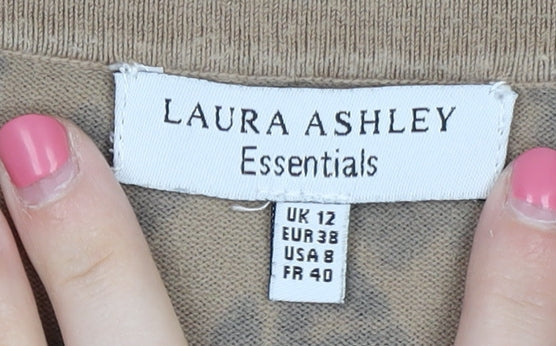 LAURA ASHLEY
Essentials
UK 12
EUR 38
USA 8
FR 40